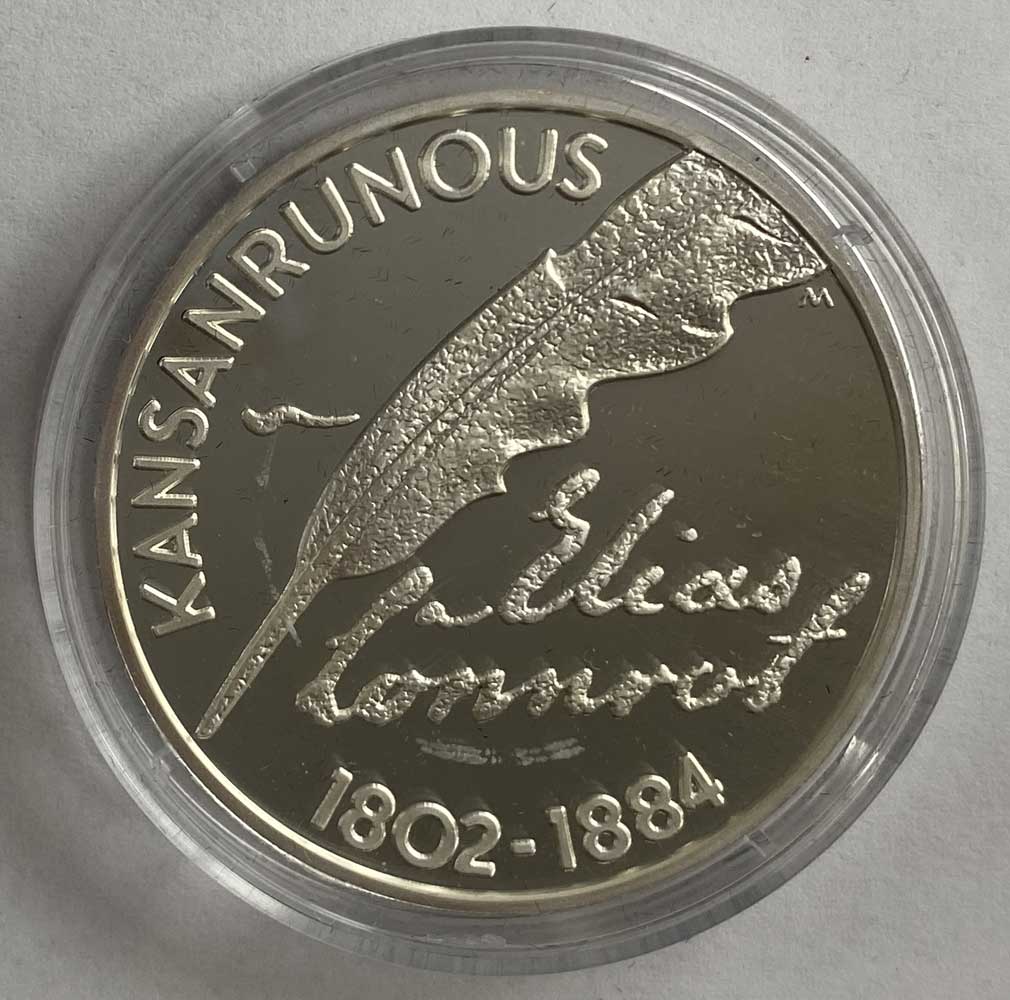 KANSANRUNOUS
M
Elias
Lönnrot
1802-1884